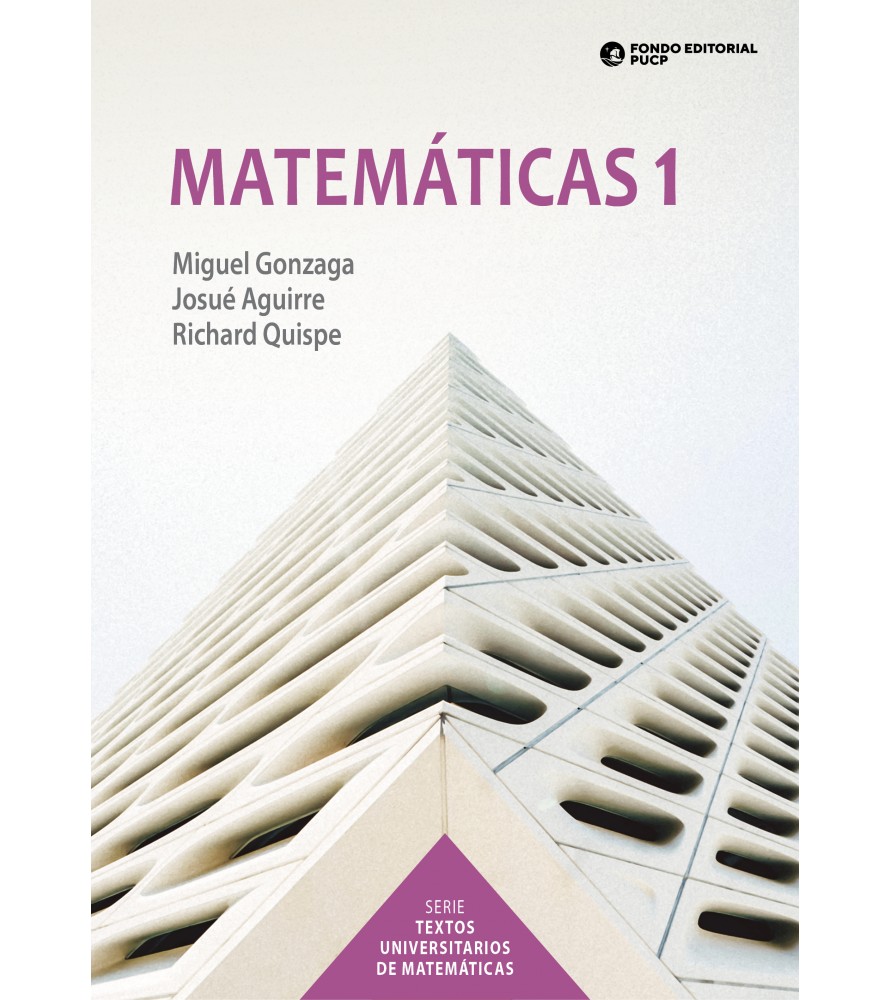 FONDO EDITORIAL
PUCP
MATEMÁTICAS 1
Miguel Gonzaga
Josué Aguirre
Richard Quispe
SERIE
TEXTOS
UNIVERSITARIOS
DE MATEMÁTICAS